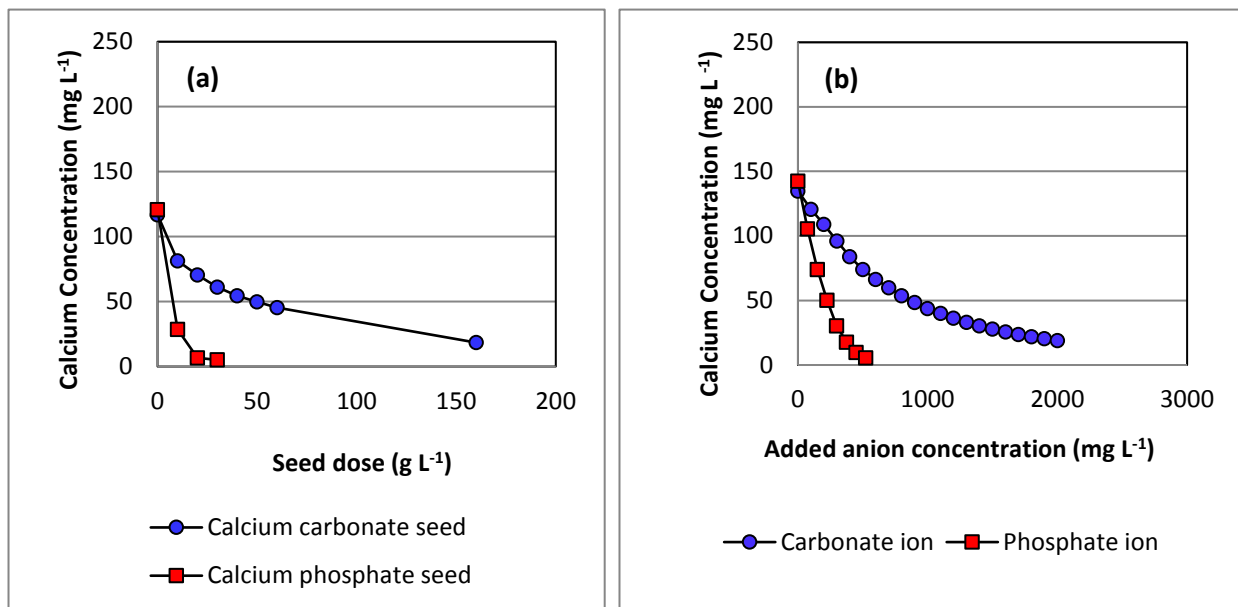 (a)
Calcium Concentration (mg L-1)
250
200
150
100
50
0
0 50 100 150 200
Seed dose (g L-1)
Calcium carbonate seed
Calcium phosphate seed
(b)
Calcium Concentration (mg L -1)
250
200
150
100
50
0
0 1000 2000 3000
Added anion concentration (mg L-1)
Carbonate ion Phosphate ion